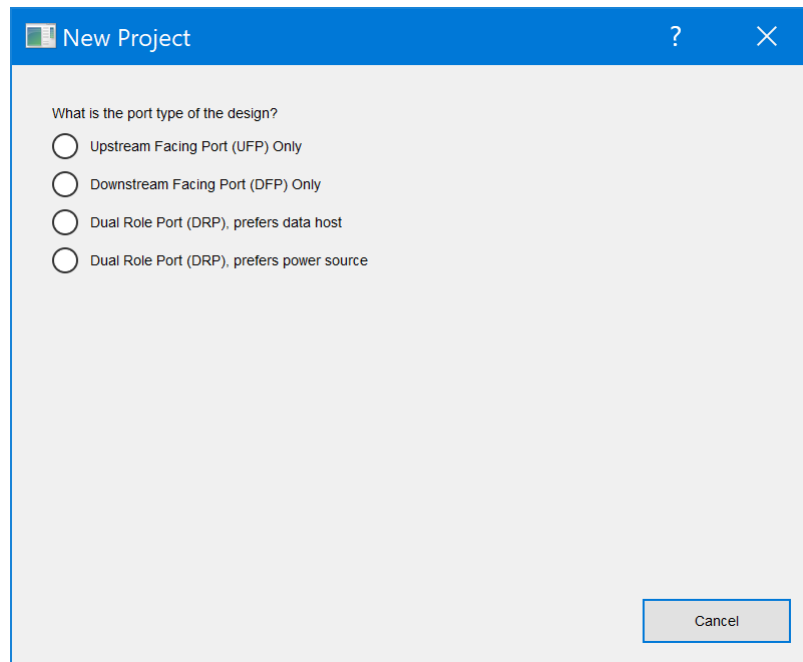 New Project
What is the port type of the design?
Upstream Facing Port (UFP) Only
Downstream Facing Port (DFP) Only
Dual Role Port (DRP), prefers data host
Dual Role Port (DRP), prefers power source
Cancel